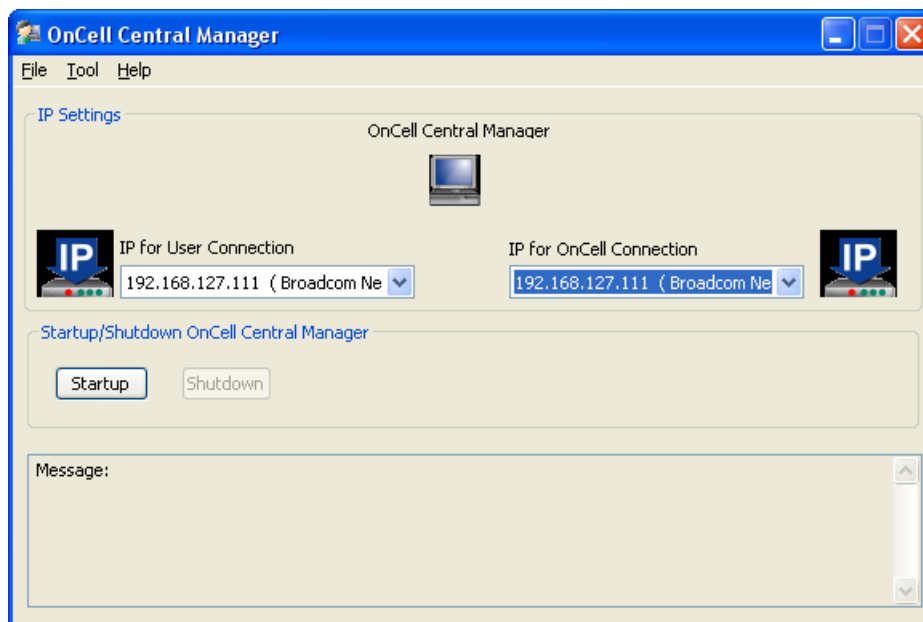 OnCell Central Manager
File Tool Help
IP Settings
OnCell Central Manager
IP IP for User Connection IP for OnCell Connection IP
192.168.127.111 ( Broadcom Ne 192.168.127.111 ( Broadcom Ne
Startup/Shutdown OnCell Central Manager
Startup Shutdown
Message: